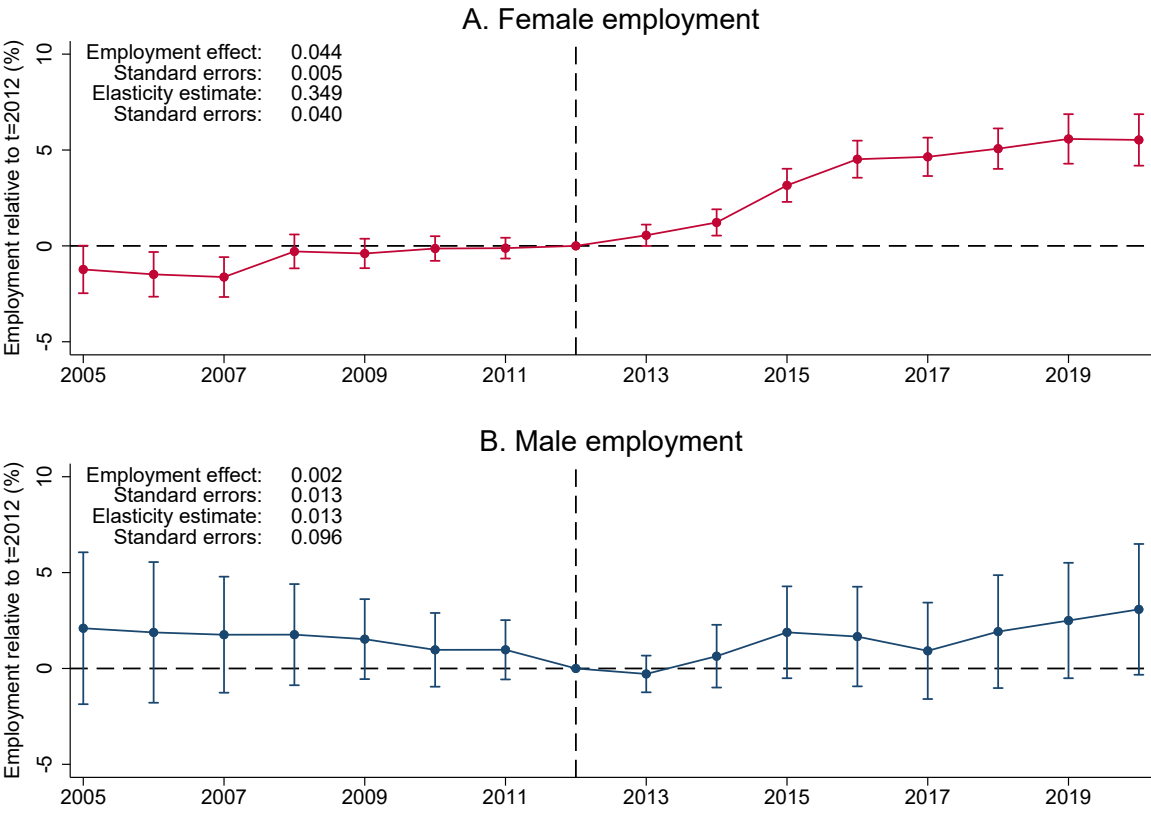 A. Female employment
Employment relative to t=2012 (%)
10
5
0
-5
Employment effect: 0.044
Standard errors: 0.005
Elasticity estimate: 0.349
Standard errors: 0.040
2005 2007 2009 2011 2013 2015 2017 2019
B. Male employment
Employment relative to t=2012 (%)
10
5
0
-5
Employment effect: 0.002
Standard errors: 0.013
Elasticity estimate: 0.013
Standard errors: 0.096
2005 2007 2009 2011 2013 2015 2017 2019